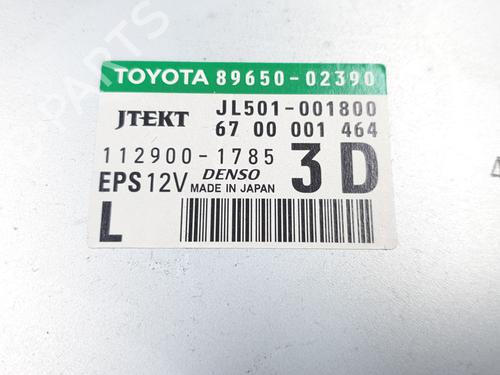 TOYOTA 89650-02390
JTEKT JL501-001800
67 00 001 464
112900-1785 3D
EPS 12V DENSO
MADE IN JAPAN
L